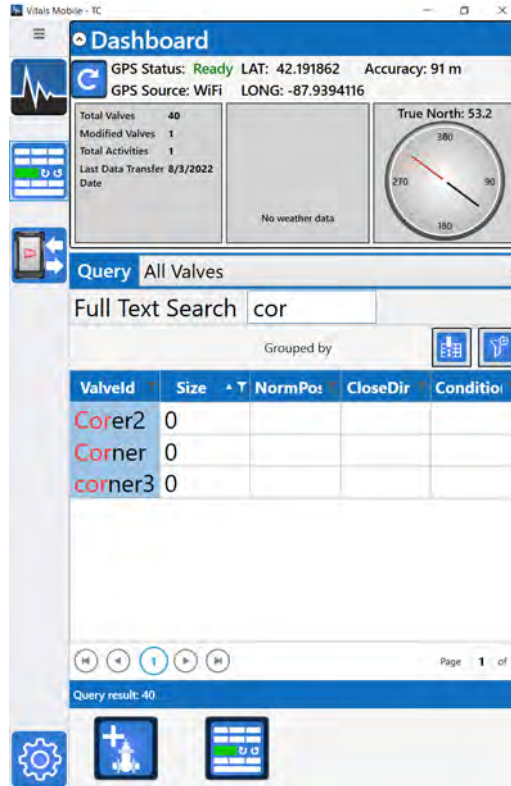 Vitals Mobile - TC
Dashboard
GPS Status: Ready LAT: 42.191862 Accuracy: 91 m
GPS Source: WiFi LONG: -87.9394116
Total Valves 40
Modified Valves 1
Total Activities 1
Last Data Transfer Date 8/3/2022
No weather data
True North: 53.2
380
270
90
180
Query All Valves
Full Text Search cor
Grouped by
ValveId Size NormPos CloseDir Conditio
Corer2 0
Corner 0
corner3 0
1
Page 1 of
Query result: 40